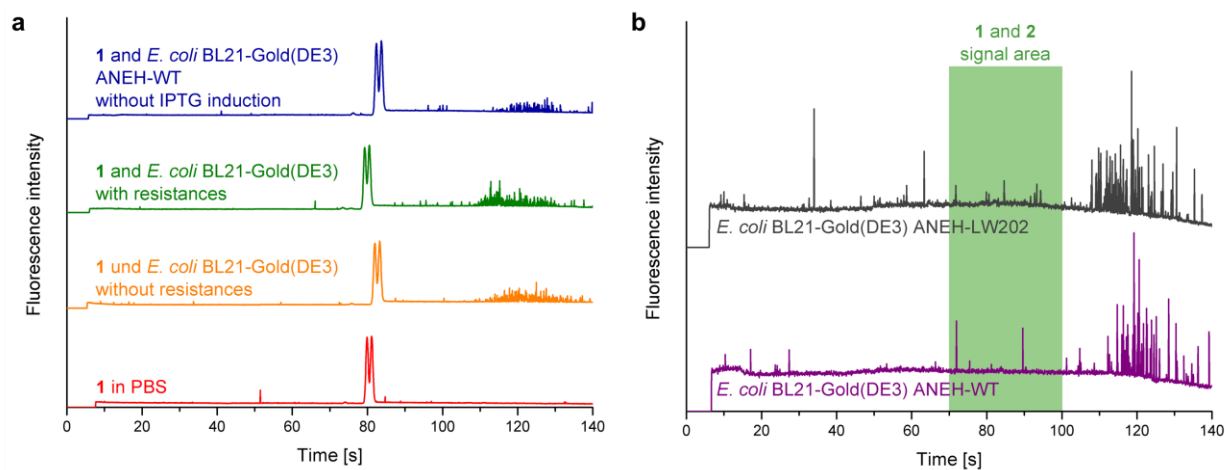 a
1 and E. coli BL21-Gold(DE3)
ANEH-WT
without IPTG induction
1 and E. coli BL21-Gold(DE3)
with resistances
1 und E. coli BL21-Gold(DE3)
without resistances
1 in PBS
Fluorescence intensity
0 20 40 60 80 100 120 140
Time [s]
b
1 and 2
signal area
E. coli BL21-Gold(DE3) ANEH-LW202
E. coli BL21-Gold(DE3) ANEH-WT
Fluorescence intensity
0 20 40 60 80 100 120 140
Time [s]